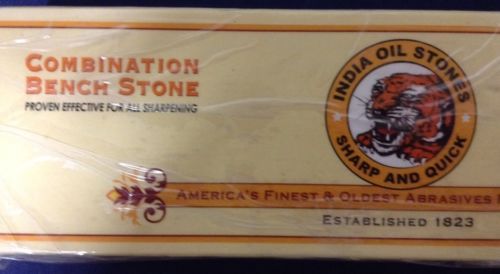 COMBINATION
BENCH STONE
PROVEN EFFECTIVE FOR ALL SHARPENING
INDIA OIL STONES
SHARP AND QUICK
AMERICA'S FINEST & OLDEST ABRASIVES
ESTABLISHED 1823